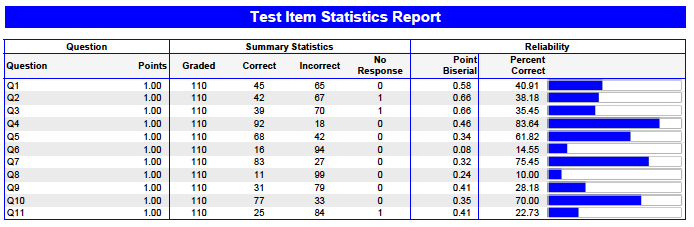 Test Item Statistics Report
Question Summary Statistics Reliability
Question Points Graded Correct Incorrect No Response Point Biserial Percent Correct
Q1 1.00 110 45 65 0 0.58 40.91
Q2 1.00 110 42 67 1 0.66 38.18
Q3 1.00 110 39 70 1 0.66 35.45
Q4 1.00 110 92 18 0 0.46 83.64
Q5 1.00 110 68 42 0 0.34 61.82
Q6 1.00 110 16 94 0 0.08 14.55
Q7 1.00 110 83 27 0 0.32 75.45
Q8 1.00 110 11 99 0 0.24 10.00
Q9 1.00 110 31 79 0 0.41 28.18
Q10 1.00 110 77 33 0 0.35 70.00
Q11 1.00 110 25 84 1 0.41 22.73